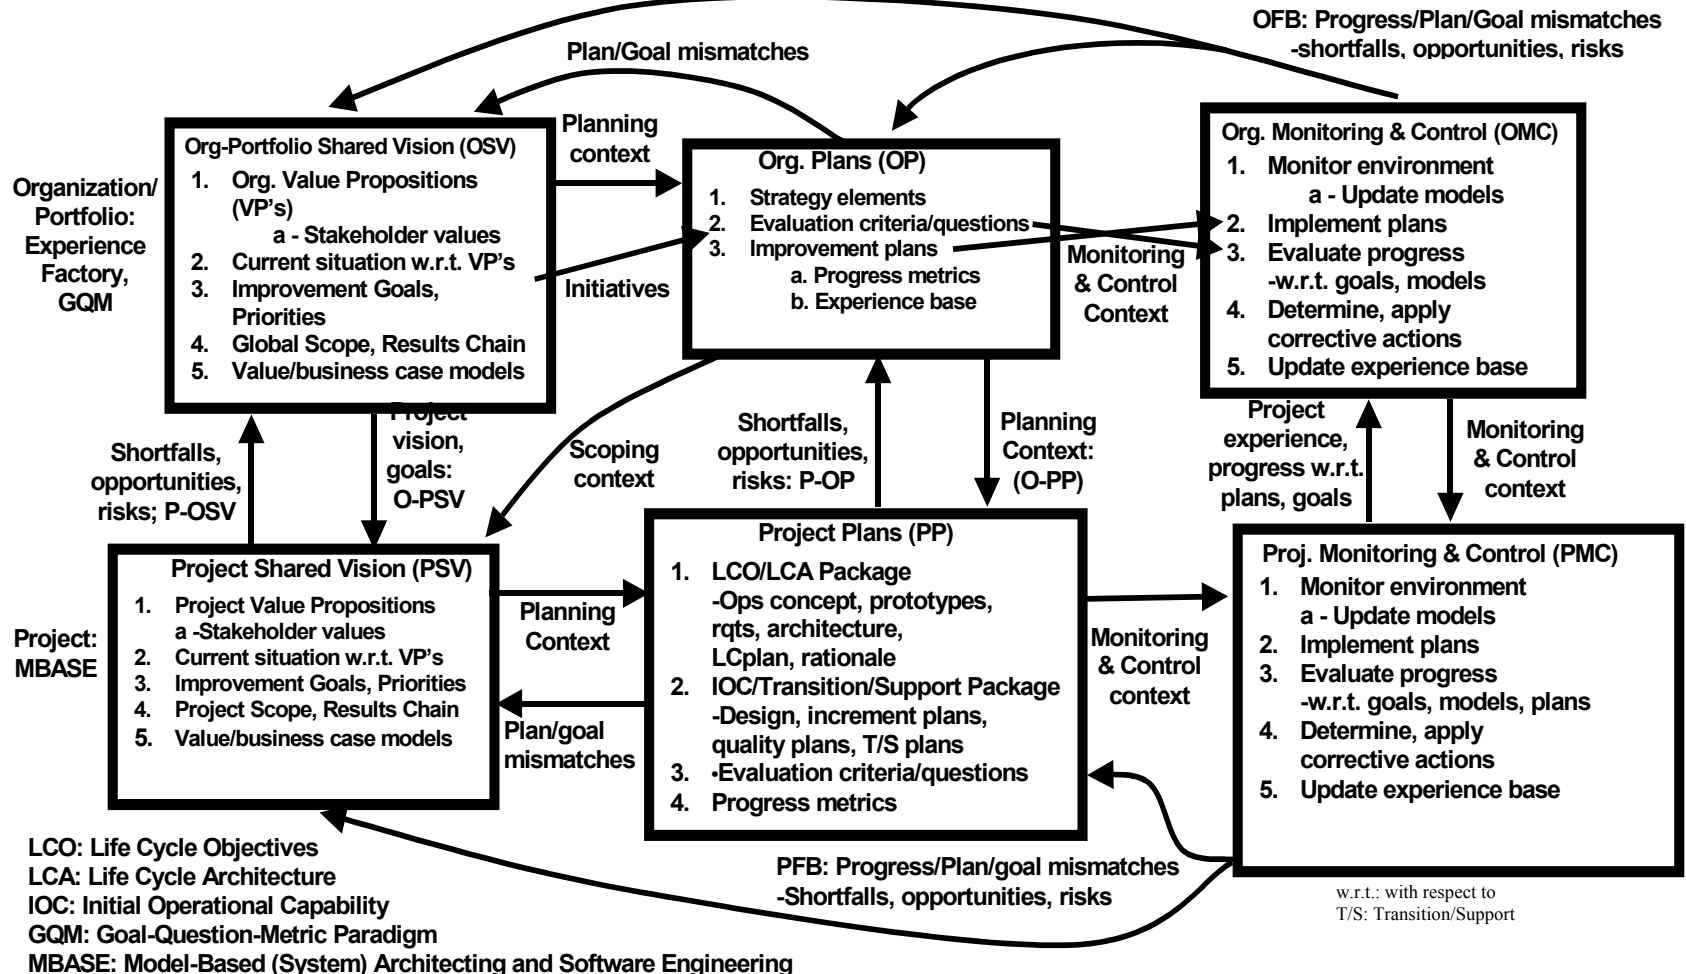 OFB: Progress/Plan/Goal mismatches
-shortfalls, opportunities, risks
Plan/Goal mismatches
Organization/
Portfolio:
Experience
Factory,
GQM
Org-Portfolio Shared Vision (OSV)
1. Org. Value Propositions
(VP's)
a - Stakeholder values
2. Current situation w.r.t. VP's
3. Improvement Goals,
Priorities
4. Global Scope, Results Chain
5. Value/business case models
Planning
context
Initiatives
Org. Plans (OP)
1. Strategy elements
2. Evaluation criteria/questions
3. Improvement plans
a. Progress metrics
b. Experience base
Monitoring
& Control
Context
Org. Monitoring & Control (OMC)
1. Monitor environment
a - Update models
2. Implement plans
3. Evaluate progress
-w.r.t. goals, models
4. Determine, apply
corrective actions
5. Update experience base
Shortfalls,
opportunities,
risks; P-OSV
Project
vision,
goals:
O-PSV
Scoping
context
Shortfalls,
opportunities,
risks: P-OP
Planning
Context:
(O-PP)
Project
experience,
progress w.r.t.
plans, goals
Monitoring
& Control
context
Project:
MBASE
Project Shared Vision (PSV)
1. Project Value Propositions
a -Stakeholder values
2. Current situation w.r.t. VP's
3. Improvement Goals, Priorities
4. Project Scope, Results Chain
5. Value/business case models
Planning
Context
Plan/goal
mismatches
Project Plans (PP)
1. LCO/LCA Package
-Ops concept, prototypes,
rqts, architecture,
LCplan, rationale
2. IOC/Transition/Support Package
-Design, increment plans,
quality plans, T/S plans
3. •Evaluation criteria/questions
4. Progress metrics
Monitoring
& Control
context
Proj. Monitoring & Control (PMC)
1. Monitor environment
a - Update models
2. Implement plans
3. Evaluate progress
-w.r.t. goals, models, plans
4. Determine, apply
corrective actions
5. Update experience base
PFB: Progress/Plan/goal mismatches
-Shortfalls, opportunities, risks
LCO: Life Cycle Objectives
LCA: Life Cycle Architecture
IOC: Initial Operational Capability
GQM: Goal-Question-Metric Paradigm
MBASE: Model-Based (System) Architecting and Software Engineering
w.r.t.: with respect to
T/S: Transition/Support